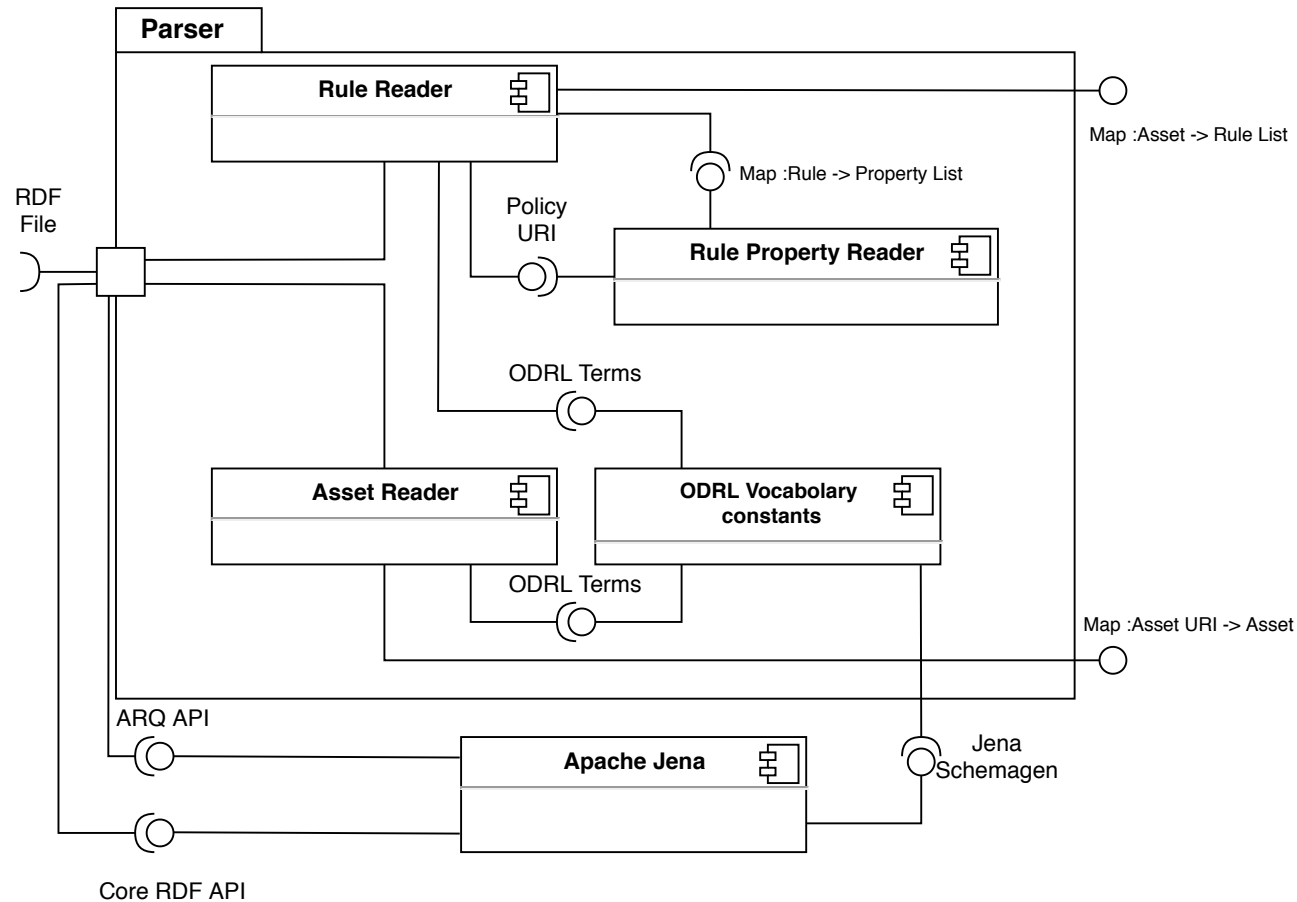 Parser
Rule Reader
Map :Asset -> Rule List
Map :Rule -> Property List
RDF
File
Policy
URI
Rule Property Reader
ODRL Terms
Asset Reader
ODRL Vocabolary
constants
ODRL Terms
Map :Asset URI -> Asset
ARQ API
Apache Jena
Jena
Schemagen
Core RDF API